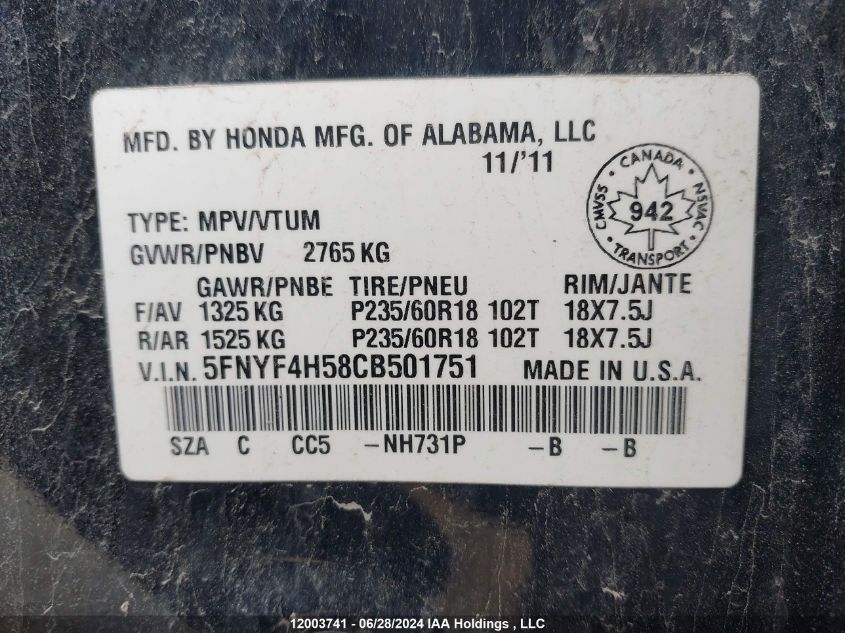 MFD. BY HONDA MFG. OF ALABAMA, LLC
11/'11
CANADA
CMVSS 942 NSVAC
TRANSPORT
TYPE: MPV/VTUM
GVWR/PNBV 2765 KG
GAWR/PNBE TIRE/PNEU RIM/JANTE
F/AV 1325 KG P235/60R18 102T 18X7.5J
R/AR 1525 KG P235/60R18 102T 18X7.5J
V.I.N. 5FNYF4H58CB501751 MADE IN U.S.A.
SZA C CC5 -NH731P -B -B
12003741 - 06/28/2024 IAA Holdings , LLC